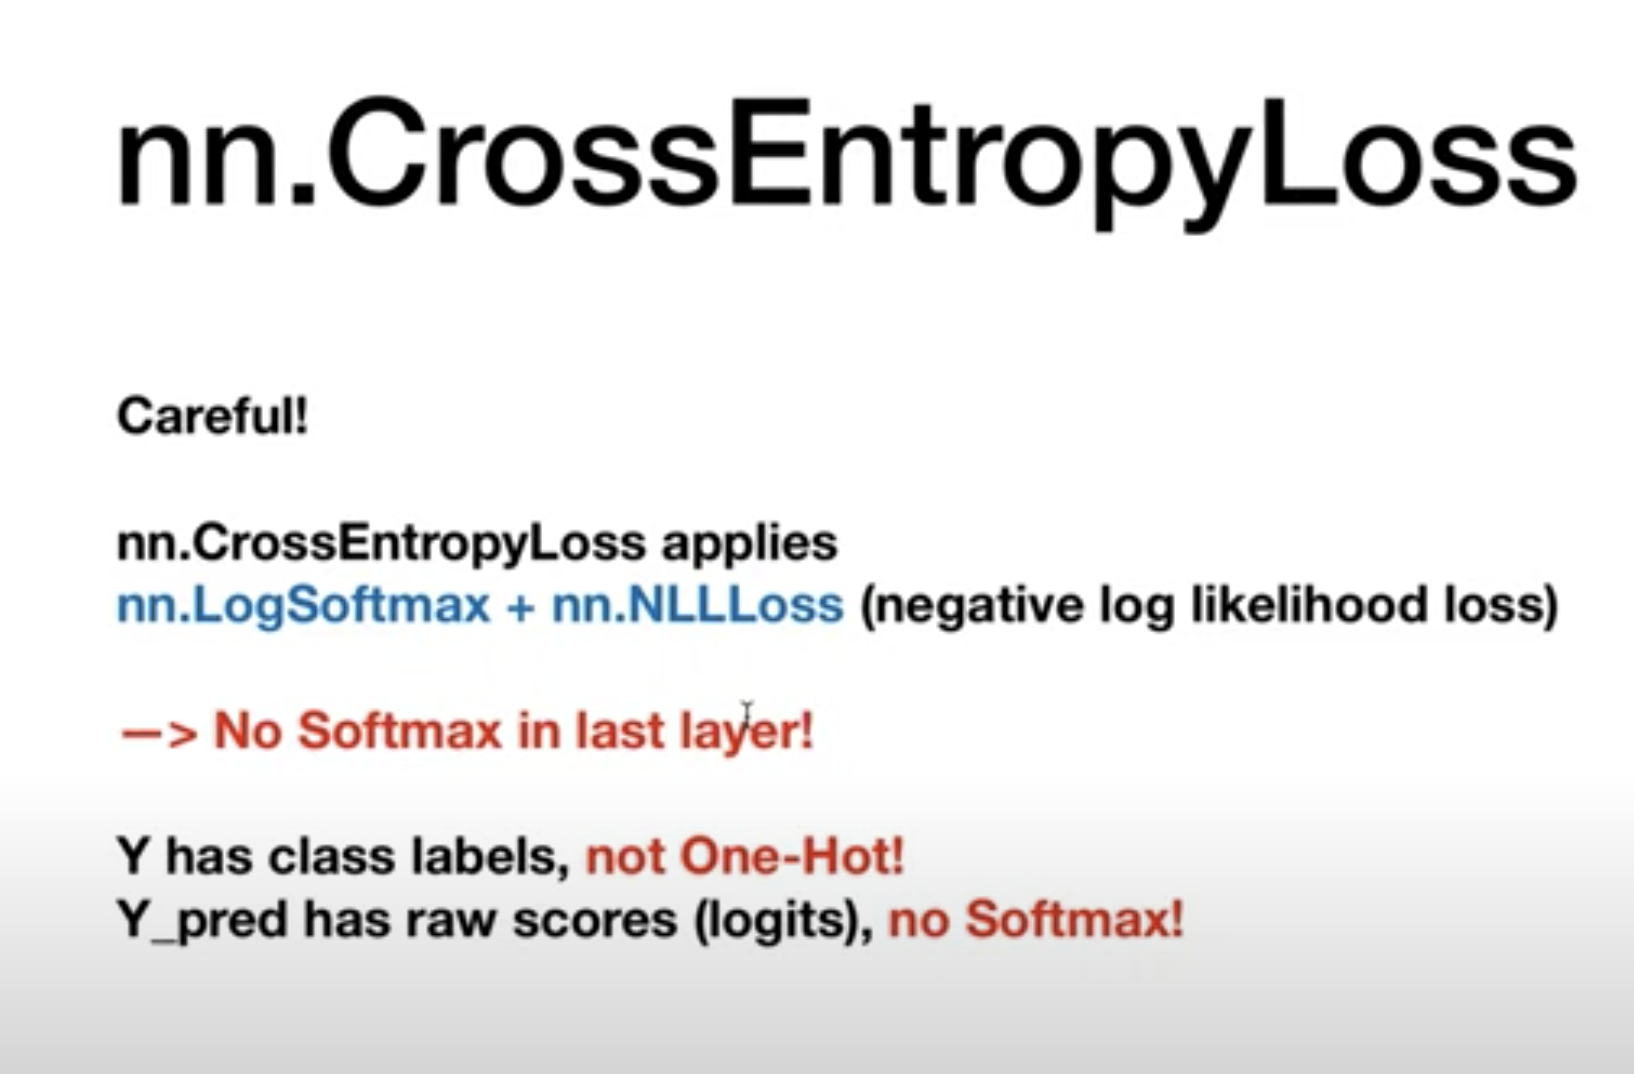 nn.CrossEntropyLoss
Careful!
nn.CrossEntropyLoss applies
nn.LogSoftmax + nn.NLLLoss (negative log likelihood loss)
—> No Softmax in last layer!
Y has class labels, not One-Hot!
Y_pred has raw scores (logits), no Softmax!